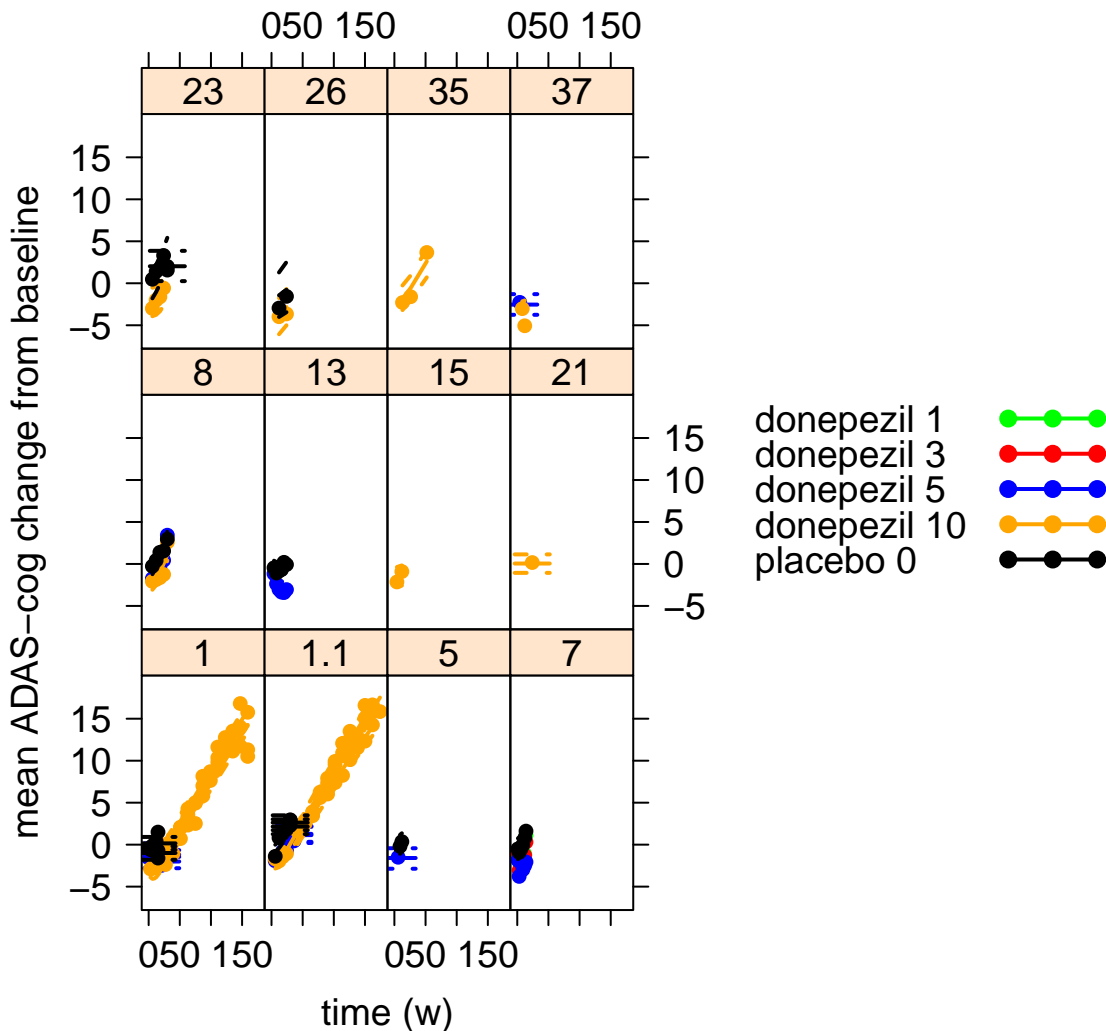 050 150 050 150
23 26 35 37
15
10
5
0
−5
8 13 15 21
15
10
5
0
−5
donepezil 1
donepezil 3
donepezil 5
donepezil 10
placebo 0
1 1.1 5 7
15
10
5
0
−5
050 150 050 150
time (w)
mean ADAS−cog change from baseline